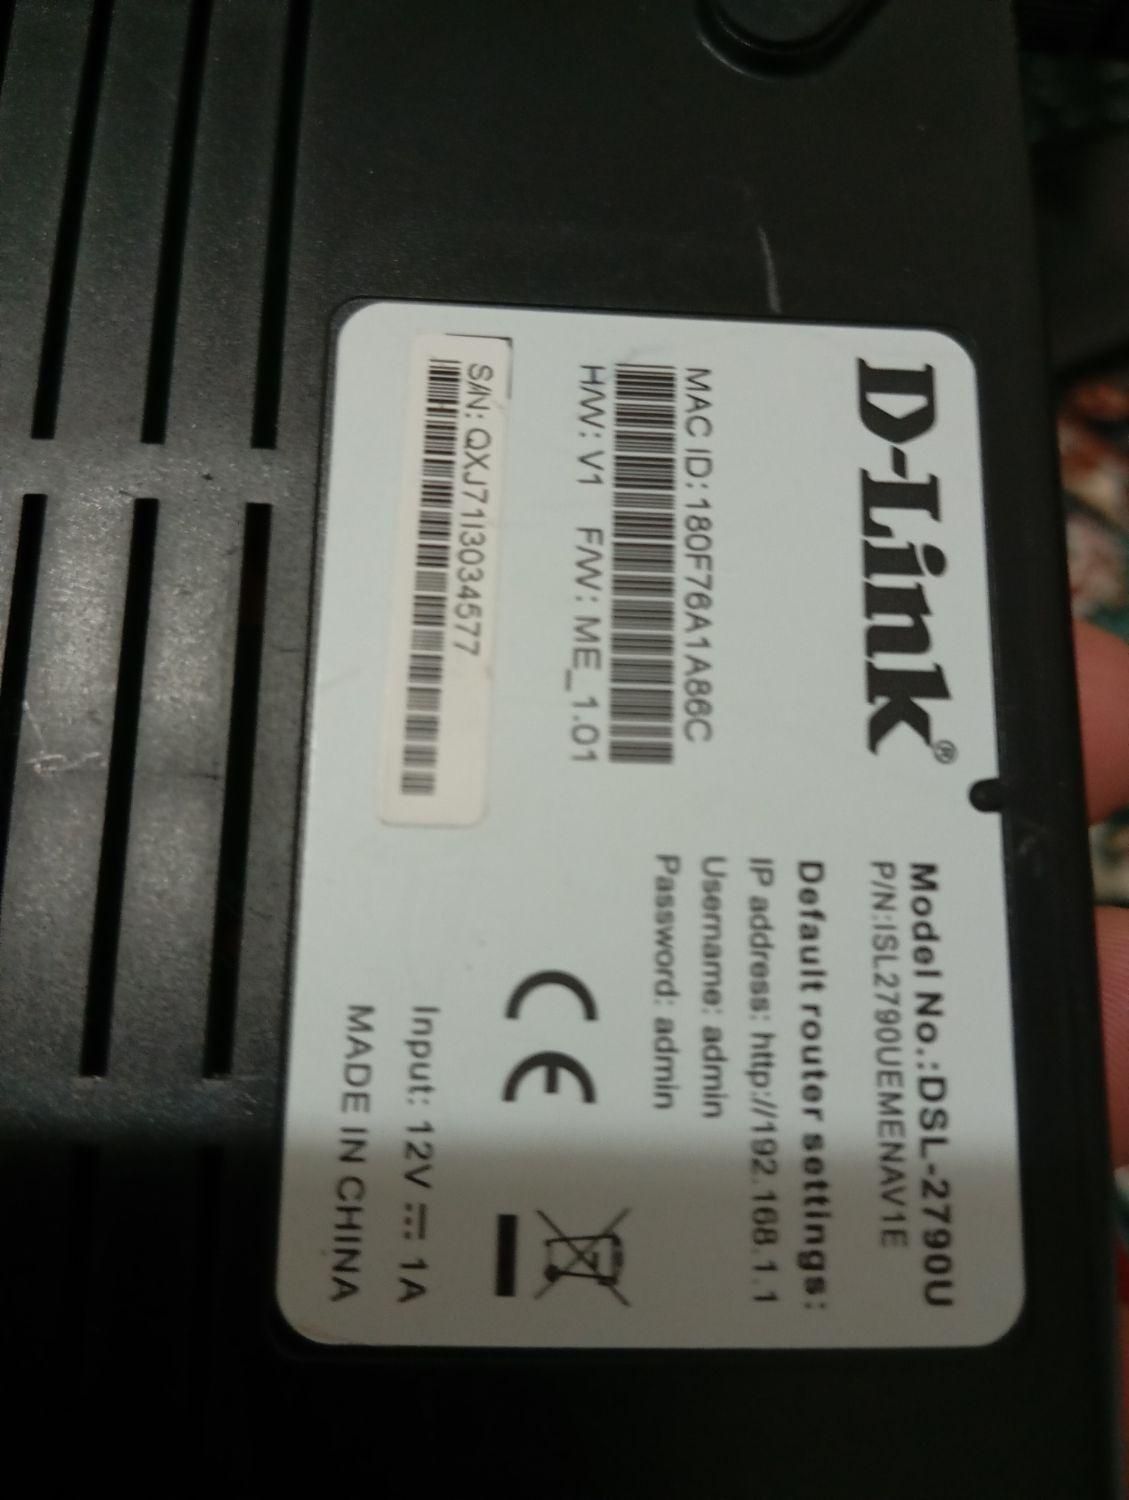 D-Link®
Model No.:DSL-2790U
P/N:ISL2790UEMENAV1E
Default router settings:
IP address: http://192.168.1.1
Username: admin
Password: admin
MAC ID:180F76A1A86C
H/W: V1 F/W: ME_1.01
S/N: QXJ71I3034577
CE
Input: 12V ⎓ 1A
MADE IN CHINA